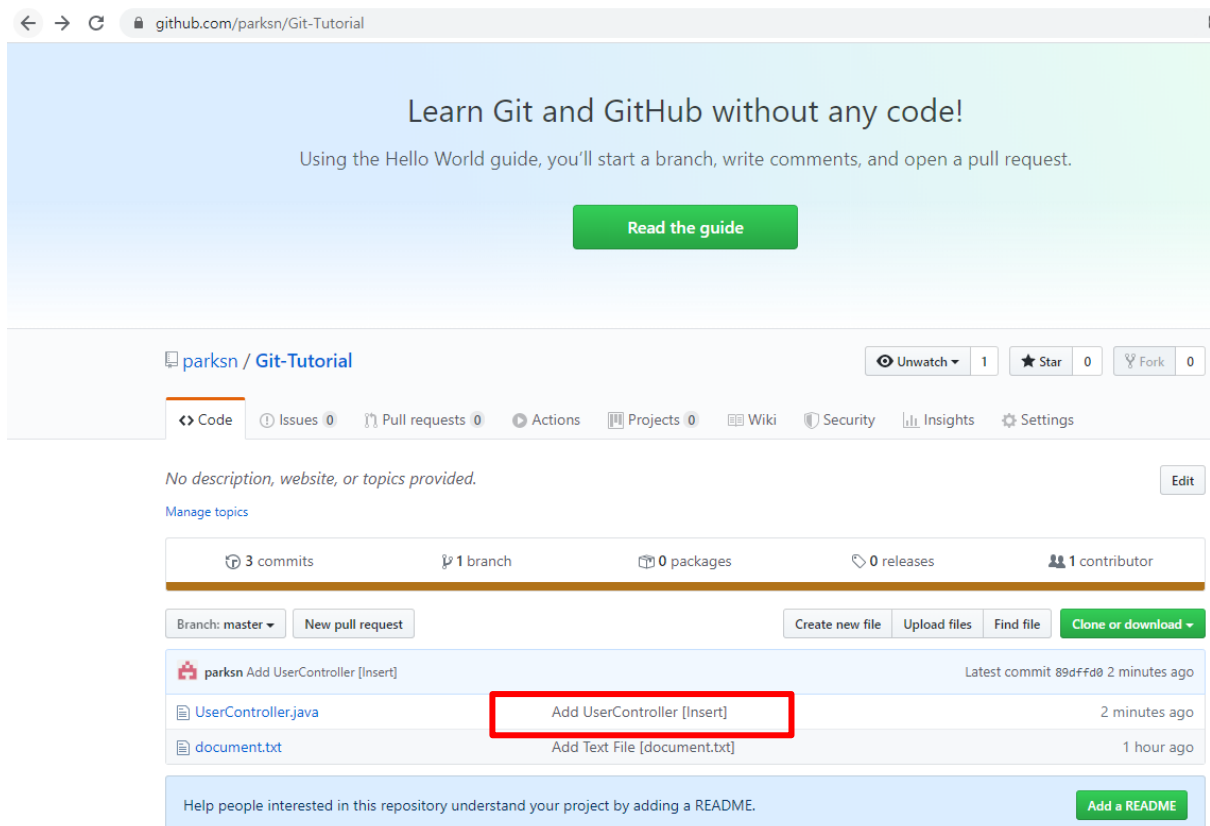 github.com/parksn/Git-Tutorial
Learn Git and GitHub without any code!
Using the Hello World guide, you'll start a branch, write comments, and open a pull request.
Read the guide
parksn / Git-Tutorial
Unwatch 1 Star 0 Fork 0
Code Issues 0 Pull requests 0 Actions Projects 0 Wiki Security Insights Settings
No description, website, or topics provided. Edit
Manage topics
3 commits 1 branch 0 packages 0 releases 1 contributor
Branch: master New pull request Create new file Upload files Find file Clone or download
parksn Add UserController [Insert] Latest commit 89dffd0 2 minutes ago
UserController.java Add UserController [Insert] 2 minutes ago
document.txt Add Text File [document.txt] 1 hour ago
Help people interested in this repository understand your project by adding a README. Add a README